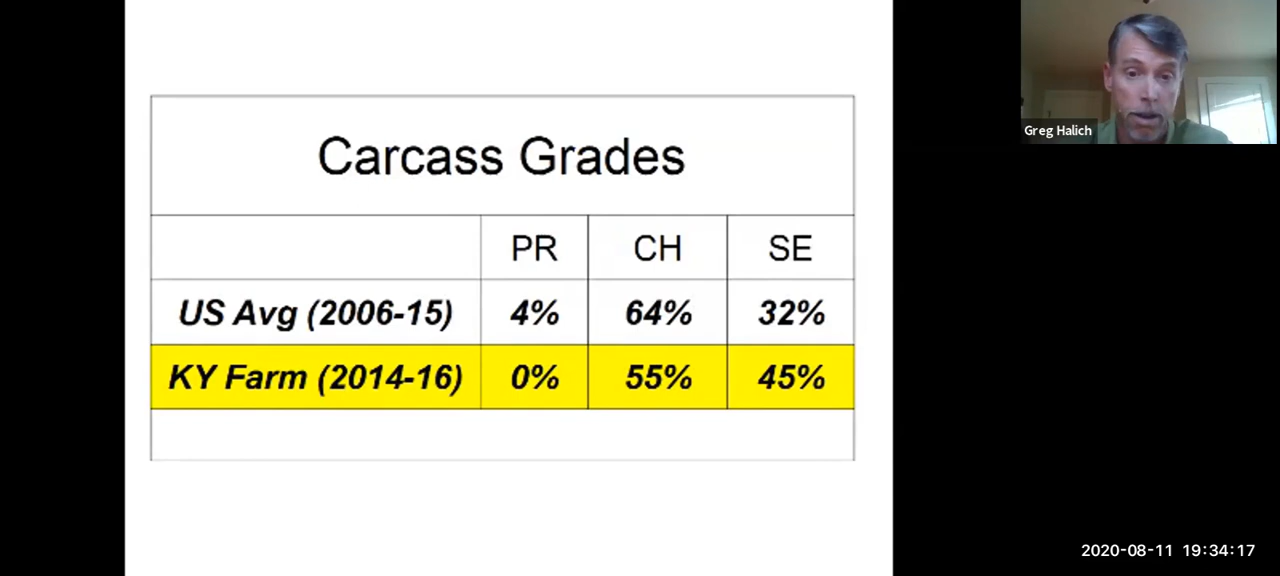 Carcass Grades
PR CH SE
US Avg (2006-15) 4% 64% 32%
KY Farm (2014-16) 0% 55% 45%
Greg Halich
2020-08-11 19:34:17